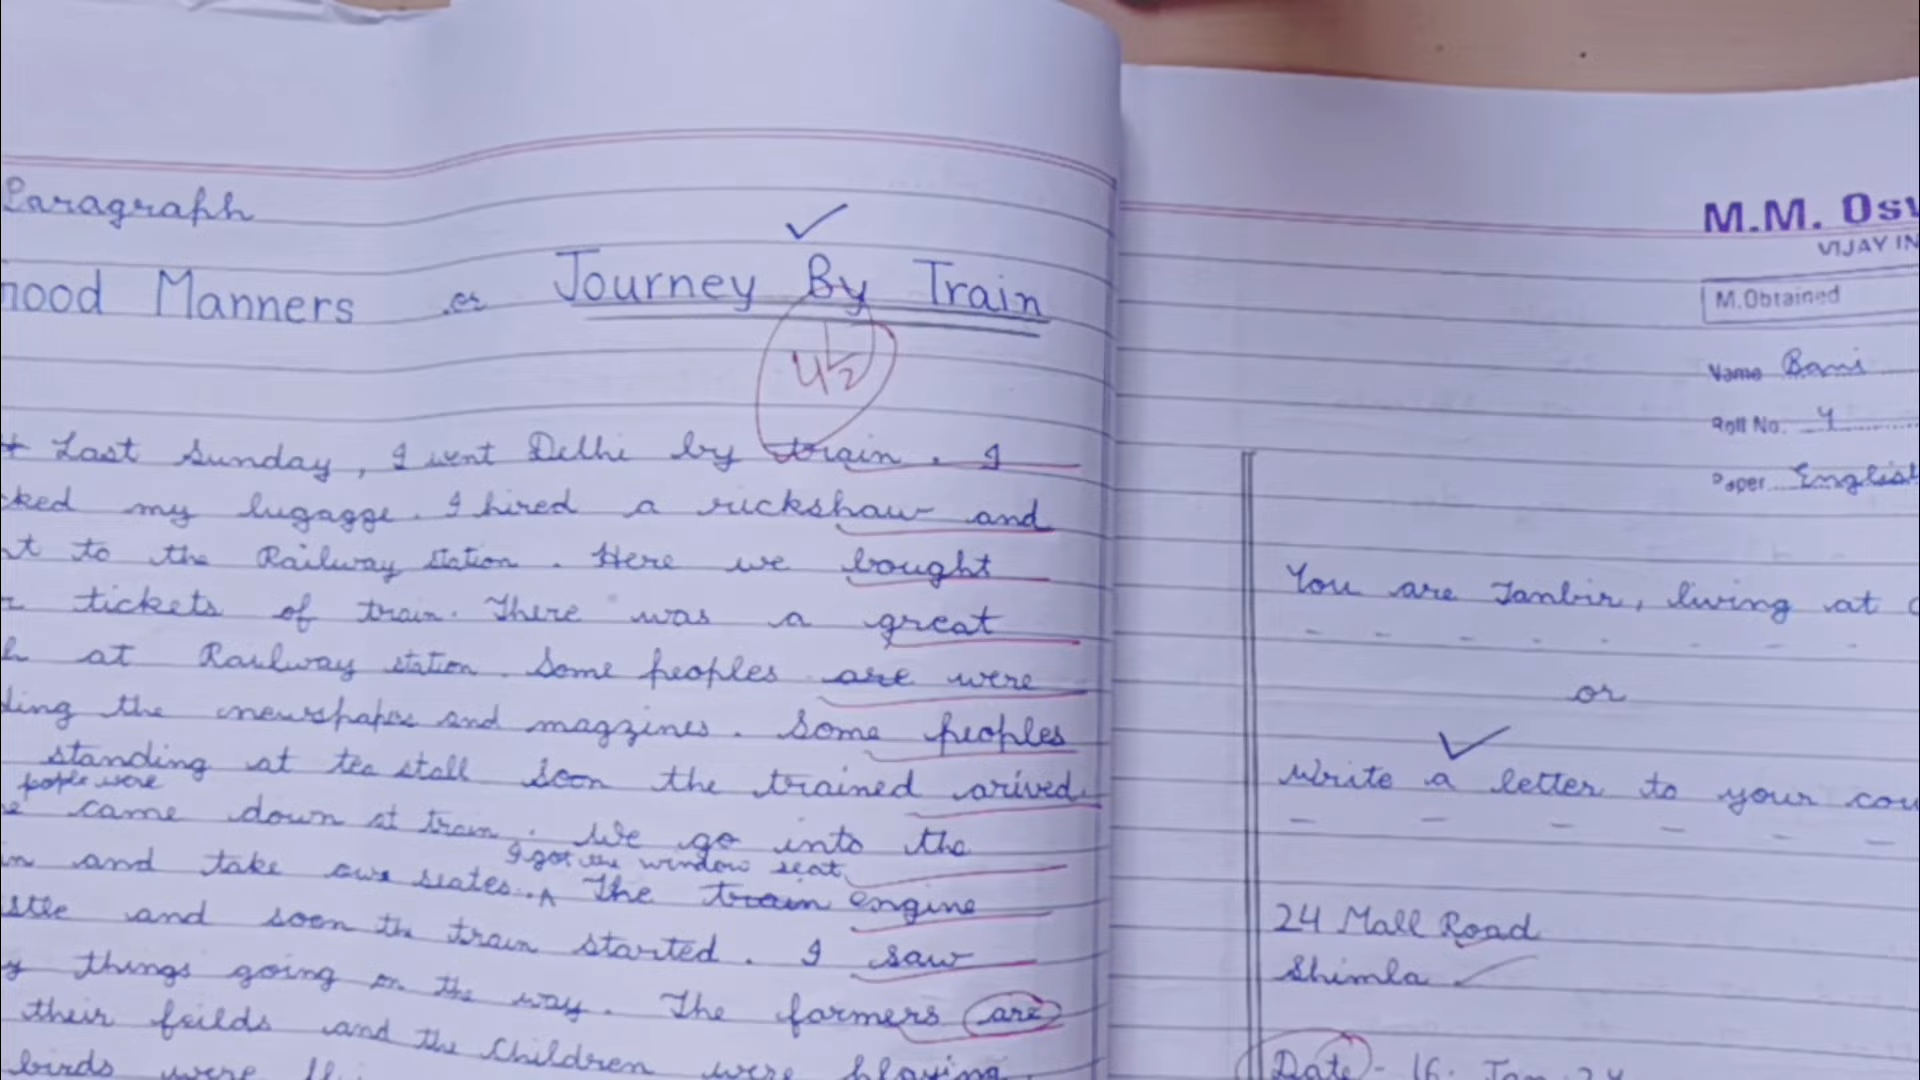 Paragraph
Manners or Journey By Train
4 1/2
Last Sunday, I went Delhi by train. I
my lugagge. I hired a rickshaw and
to the Railway station. Here we bought
tickets of train. There was a great
at Railway station. Some peoples are were
the newspapes and magzines. Some peoples
standing at tea stall Soon the trained arived.
people were
came down at train. We go into the
I got the window seat
and take our seates. ^ The train engine
and soon the train started. I saw
things going on the way. The farmers are
their feilds and the Children were playing.
birds were
M.M. Osw
VIJAY IN
M.Obtained
Name Bani
Roll No. 4
Paper English
You are Tanbir, living at
or
Write a letter to your cou
24 Mall Road
Shimla
Date - 16. Jan. 24